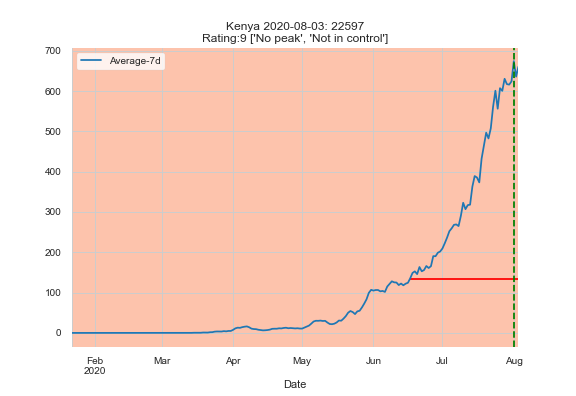 Kenya 2020-08-03: 22597
Rating:9 ['No peak', 'Not in control']
Average-7d
700
600
500
400
300
200
100
0
Feb
2020
Mar
Apr
May
Jun
Jul
Aug
Date